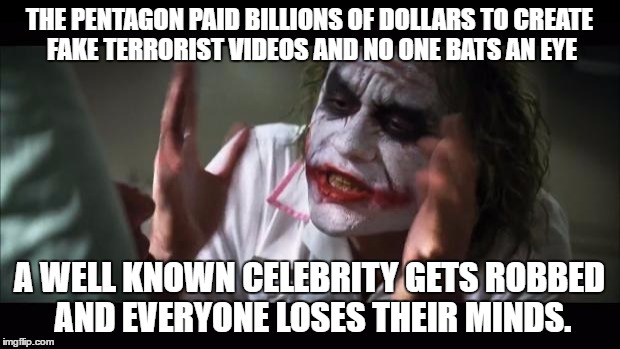 THE PENTAGON PAID BILLIONS OF DOLLARS TO CREATE
FAKE TERRORIST VIDEOS AND NO ONE BATS AN EYE
A WELL KNOWN CELEBRITY GETS ROBBED
AND EVERYONE LOSES THEIR MINDS.
imgflip.com